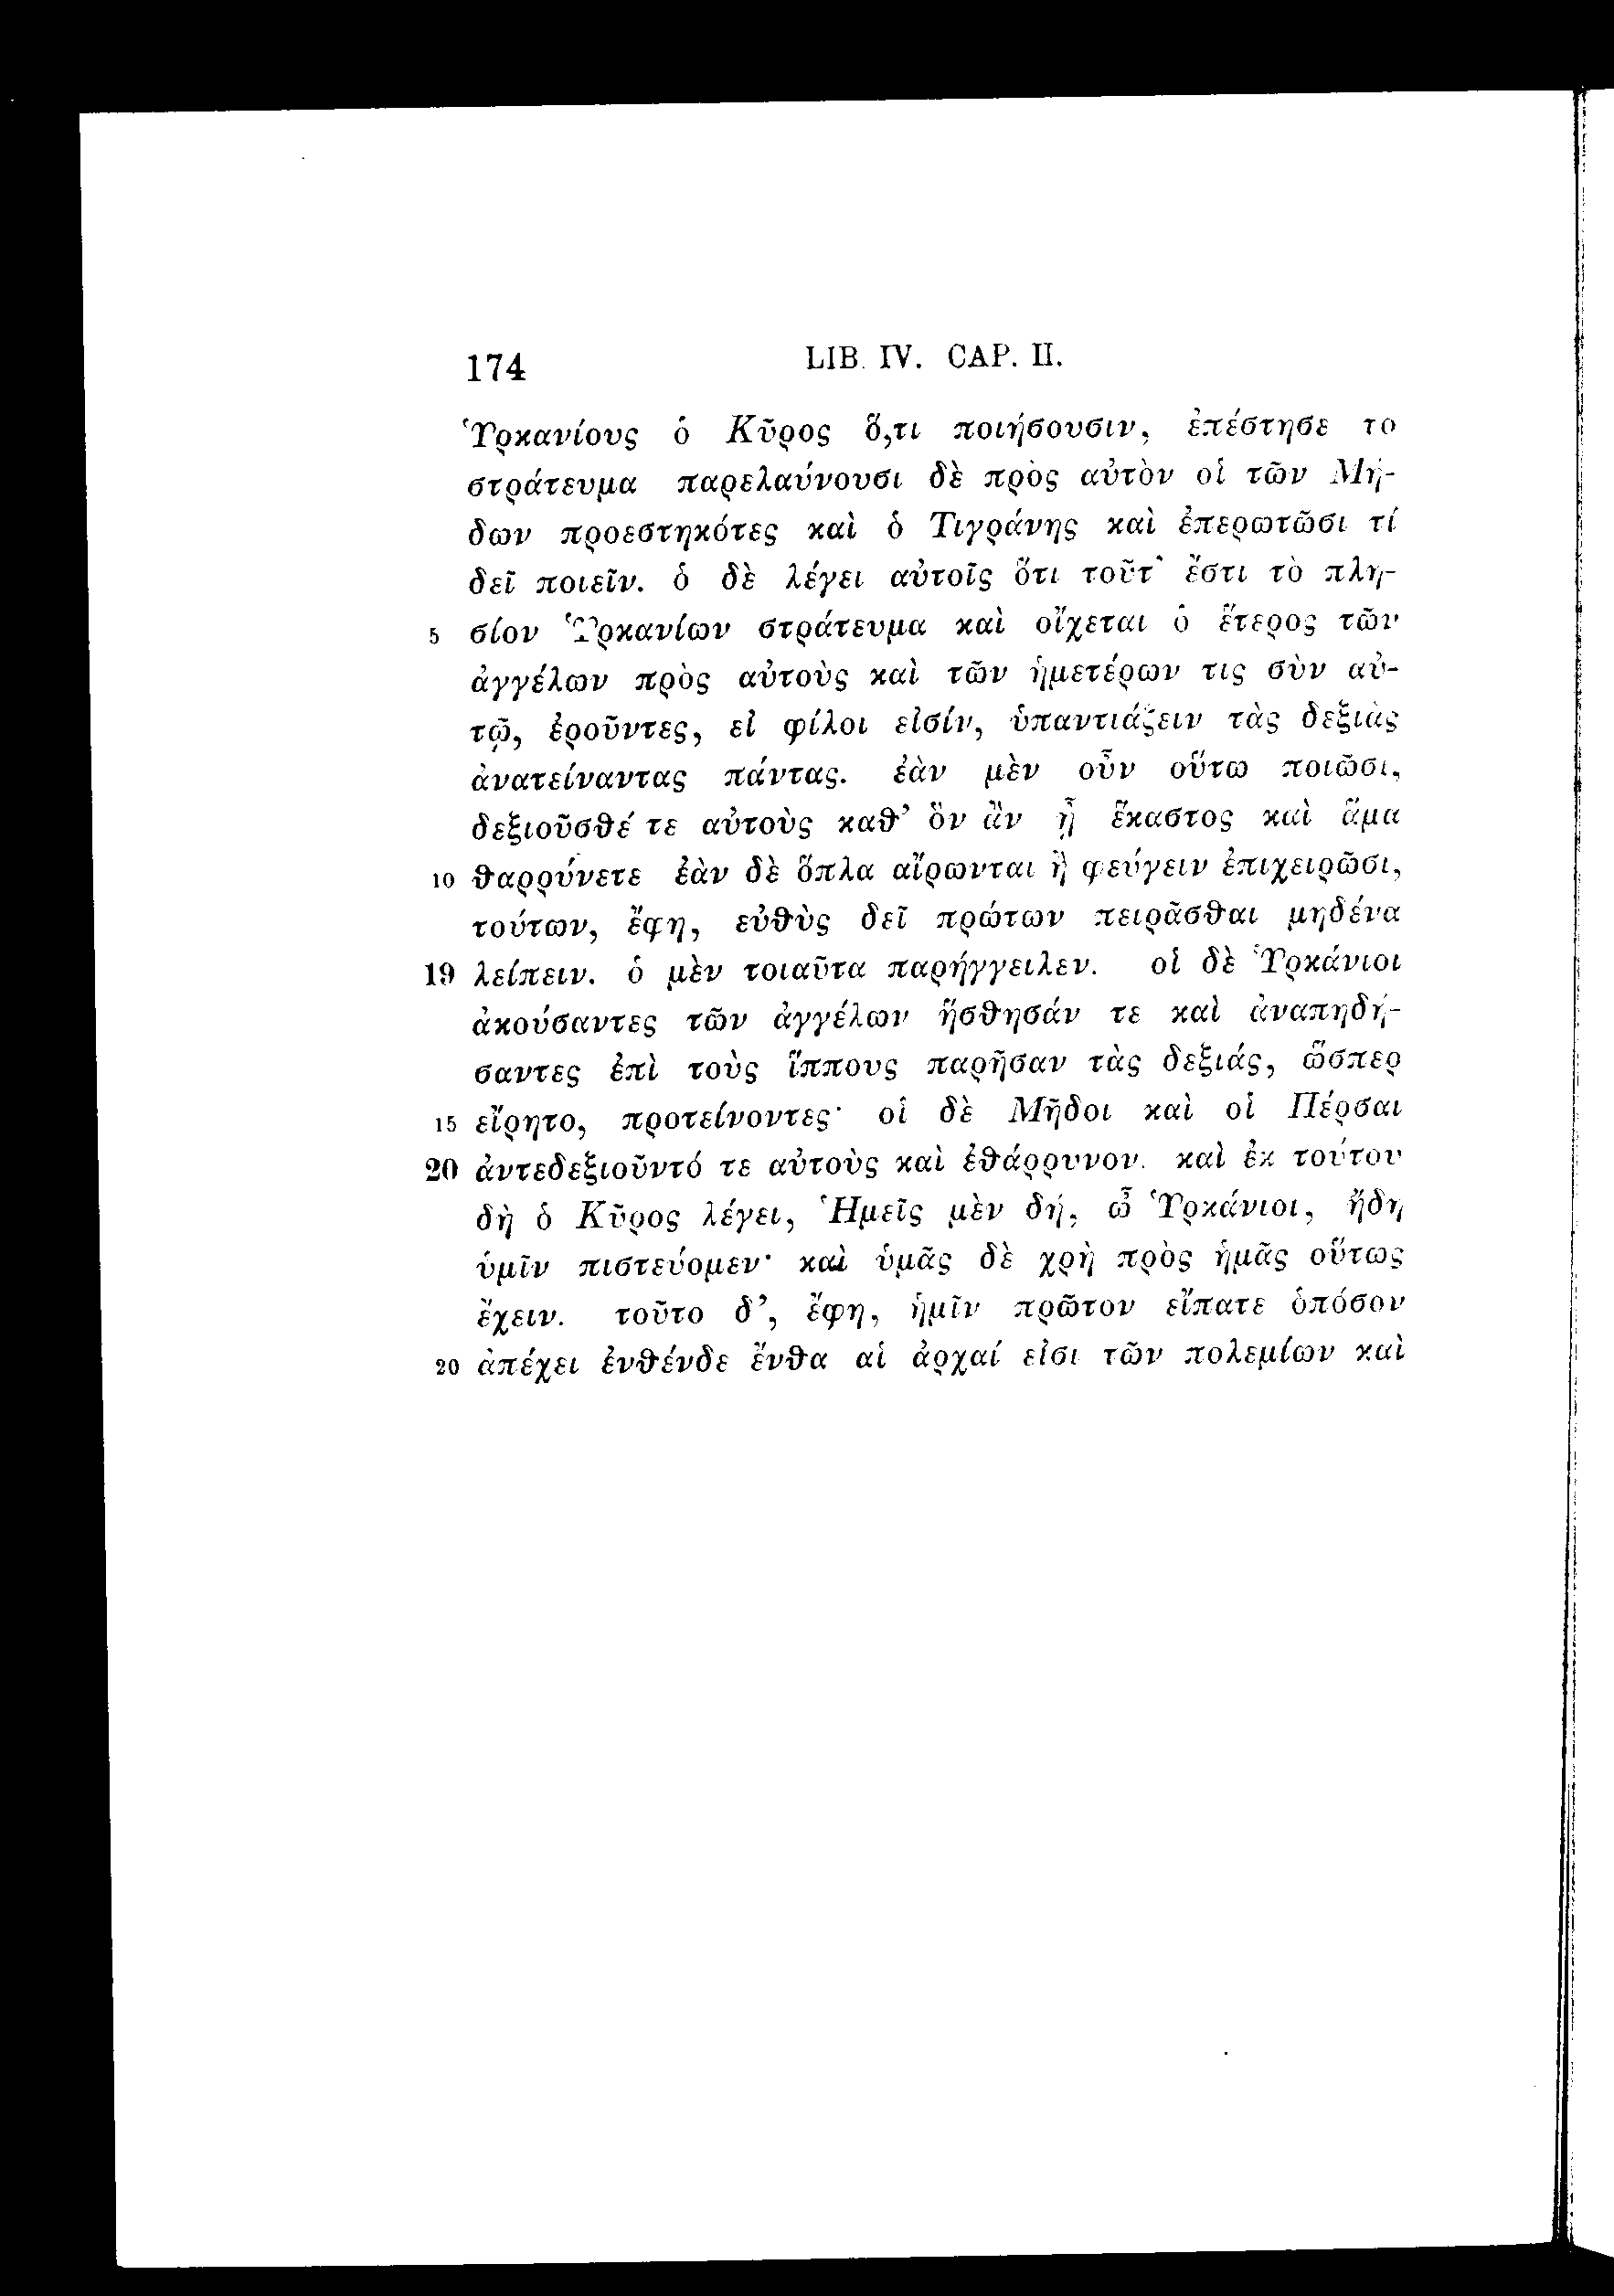 174 LIB. IV. CAP. II.
Ὑρκανίους ὁ Κῦρος ὅ,τι ποιήσουσιν, ἐπέστησε το
στράτευμα παρελαύνουσι δὲ πρὸς αὐτὸν οἱ τῶν Μή-
δων προεστηκότες καὶ ὁ Τιγράνης καὶ ἐπερωτῶσι τί
δεῖ ποιεῖν. ὁ δὲ λέγει αὐτοῖς ὅτι τοῦτ᾽ ἔστι τὸ πλη-
5 σίον Ὑρκανίων στράτευμα καὶ οἴχεται ὁ ἕτερος τῶν
ἀγγέλων πρὸς αὐτοὺς καὶ τῶν ἡμετέρων τις σὺν αὐ-
τῷ, ἐροῦντες, εἰ φίλοι εἰσίν, ὑπαντιάζειν τὰς δεξιὰς
ἀνατείναντας πάντας. ἐὰν μὲν οὖν οὕτω ποιῶσι,
δεξιοῦσθέ τε αὐτοὺς καθ᾽ ὃν ἂν ᾖ ἕκαστος καὶ ἅμα
10 θαρρύνετε ἐὰν δὲ ὅπλα αἴρωνται ἢ φεύγειν ἐπιχειρῶσι,
τούτων, ἔφη, εὐθὺς δεῖ πρώτων πειρᾶσθαι μηδένα
19 λείπειν. ὁ μὲν τοιαῦτα παρήγγειλεν. οἱ δὲ Ὑρκάνιοι
ἀκούσαντες τῶν ἀγγέλων ἥσθησάν τε καὶ ἀναπηδή-
σαντες ἐπὶ τοὺς ἵππους παρῆσαν τὰς δεξιάς, ὥσπερ
15 εἴρητο, προτείνοντες· οἱ δὲ Μῆδοι καὶ οἱ Πέρσαι
20 ἀντεδεξιοῦντό τε αὐτοὺς καὶ ἐθάρρυνον. καὶ ἐκ τούτου
δὴ ὁ Κῦρος λέγει, Ἡμεῖς μὲν δή, ὦ Ὑρκάνιοι, ἤδη
ὑμῖν πιστεύομεν· καὶ ὑμᾶς δὲ χρὴ πρὸς ἡμᾶς οὕτως
ἔχειν. τοῦτο δ᾽, ἔφη, ἡμῖν πρῶτον εἴπατε ὁπόσον
20 ἀπέχει ἐνθένδε ἔνθα αἱ ἀρχαί εἰσι τῶν πολεμίων καὶ